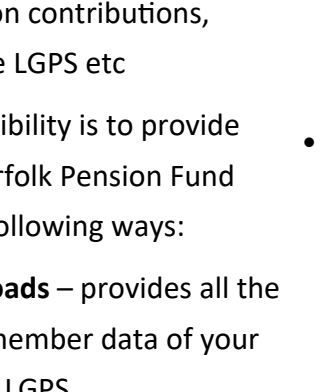 on contributions,
e LGPS etc
ibility is to provide
rfolk Pension Fund
ollowing ways:
oads – provides all the
nember data of your
LGPS
•